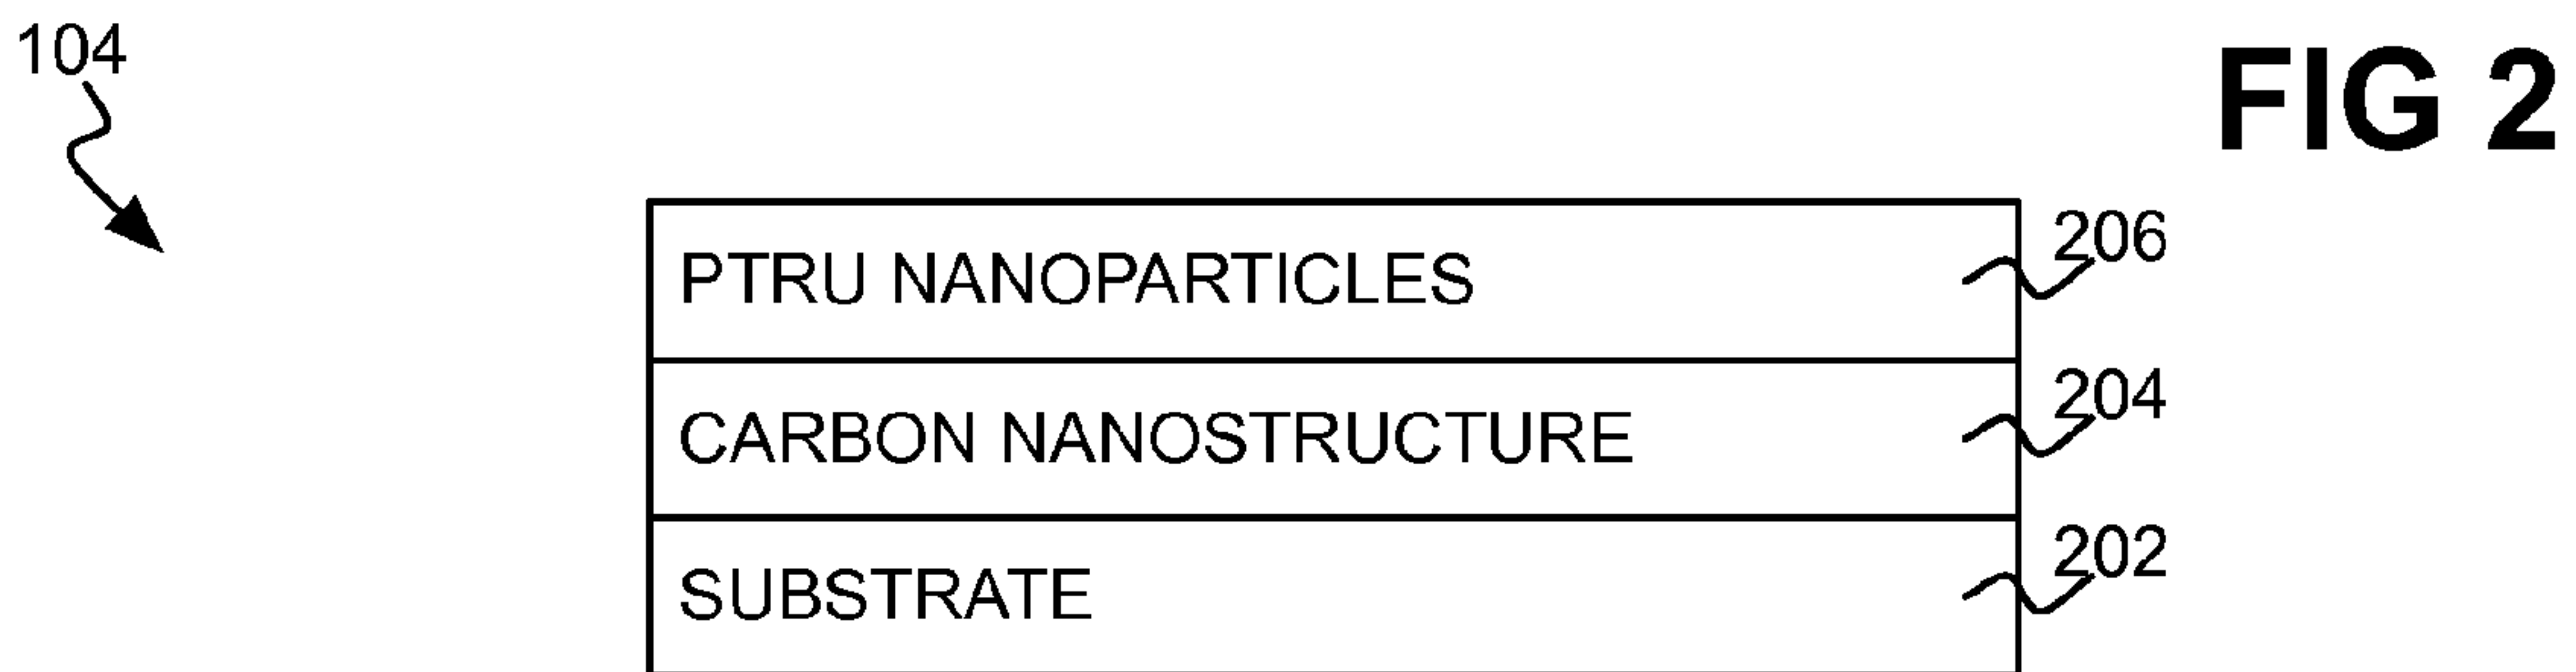 104
FIG 2
PTRU NANOPARTICLES
206
CARBON NANOSTRUCTURE
204
SUBSTRATE
202